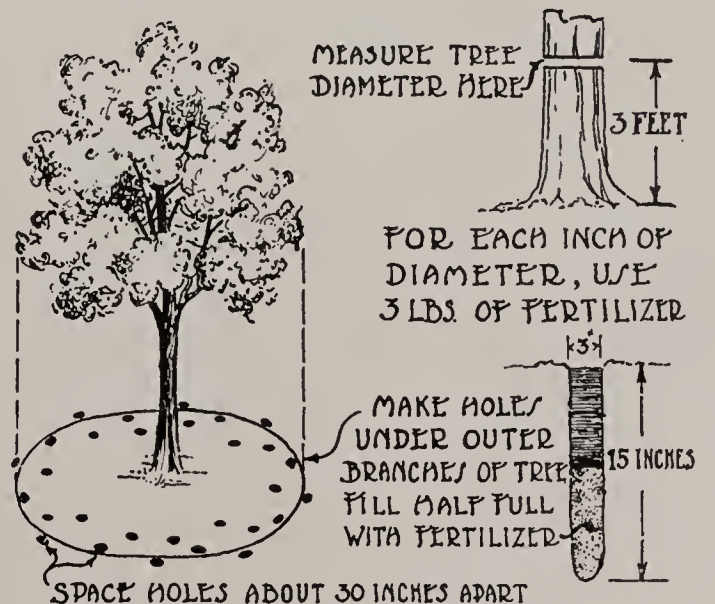 MEASURE TREE
DIAMETER HERE
3 FEET
FOR EACH INCH OF
DIAMETER, USE
3 LBS. OF FERTILIZER
3"
MAKE HOLES
UNDER OUTER
BRANCHES OF TREE
FILL HALF FULL
WITH FERTILIZER
15 INCHES
SPACE HOLES ABOUT 30 INCHES APART